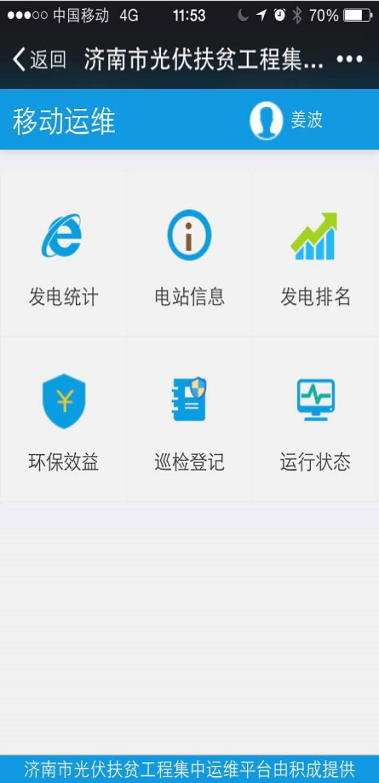 中国移动 4G 11:53 70%
返回 济南市光伏扶贫工程集...
移动运维 姜波
发电统计 电站信息 发电排名
¥
环保效益 巡检登记 运行状态
济南市光伏扶贫工程集中运维平台由积成提供